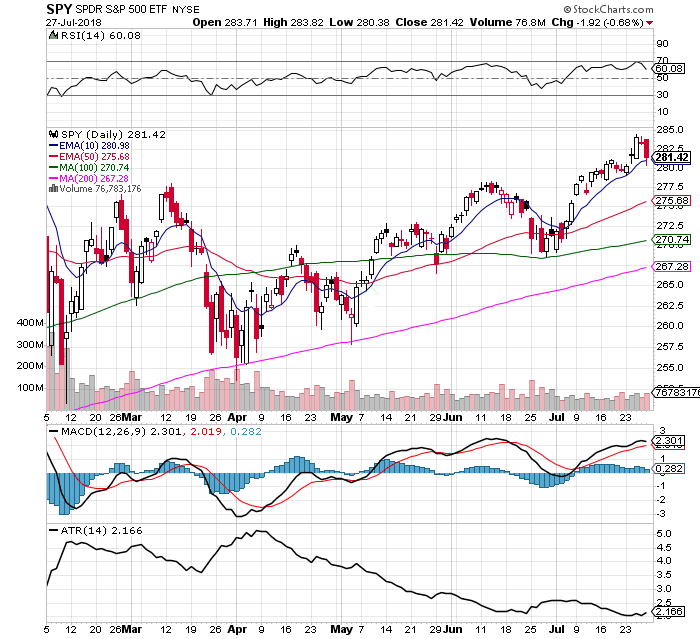 SPY SPDR S&P 500 ETF NYSE © StockCharts.com
27-Jul-2018 Open 283.71 High 283.82 Low 280.38 Close 281.42 Volume 76.8M Chg -1.92 (-0.68%)
RSI(14) 60.08
90
70
60.08
50
30
10
SPY (Daily) 281.42
EMA(10) 280.98
EMA(50) 275.68
MA(100) 270.74
MA(200) 267.28
Volume 76,783,176
285.0
282.5
281.42
280.0
277.5
275.68
272.5
270.74
267.28
265.0
262.5
260.0
257.5
255.0
400M
300M
200M
100M
76783176
5 12 20 26 Mar 12 19 26 Apr 9 16 23 May 7 14 21 29 Jun 11 18 25 Jul 9 16 23
MACD(12,26,9) 2.301, 2.019, 0.282
3
2.301
1
0.282
-1
-2
-3
ATR(14) 2.166
5.0
4.5
4.0
3.5
3.0
2.5
2.166
5 12 20 26 Mar 12 19 26 Apr 9 16 23 May 7 14 21 29 Jun 11 18 25 Jul 9 16 23